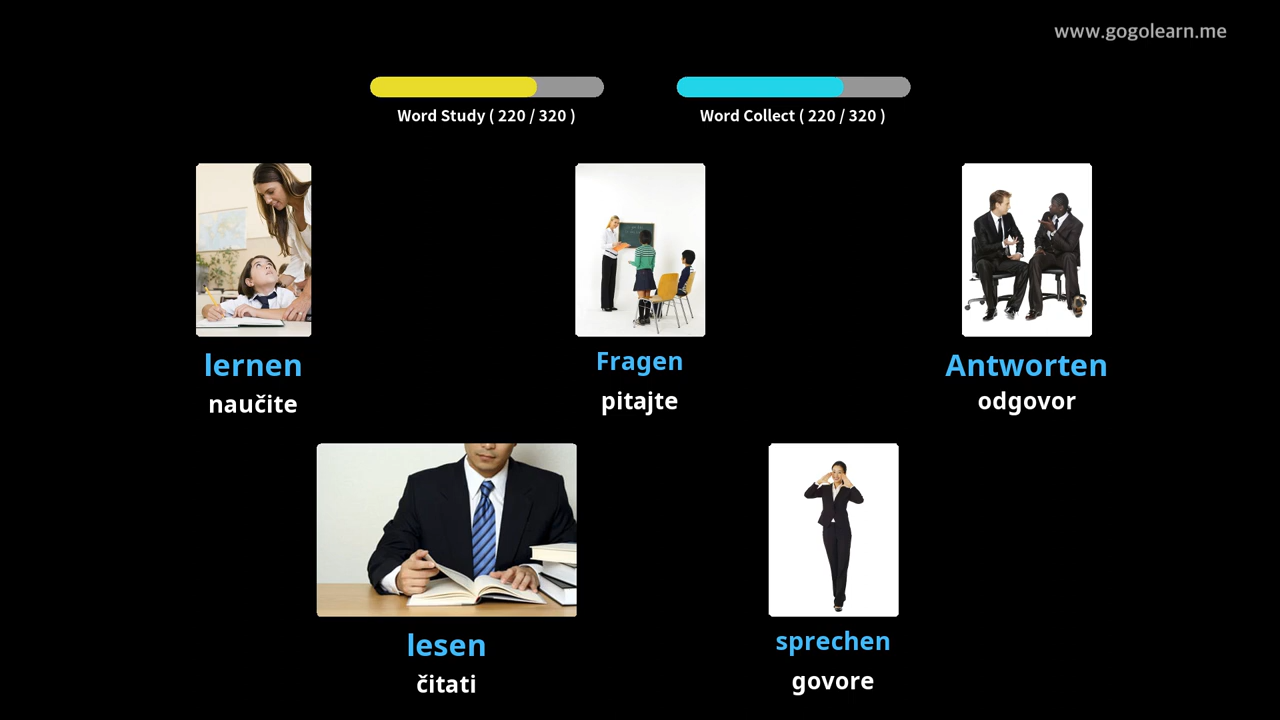 www.gogolearn.me
Word Study ( 220 / 320 )
Word Collect ( 220 / 320 )
lernen
naučite
Fragen
pitajte
Antworten
odgovor
lesen
čitati
sprechen
govore